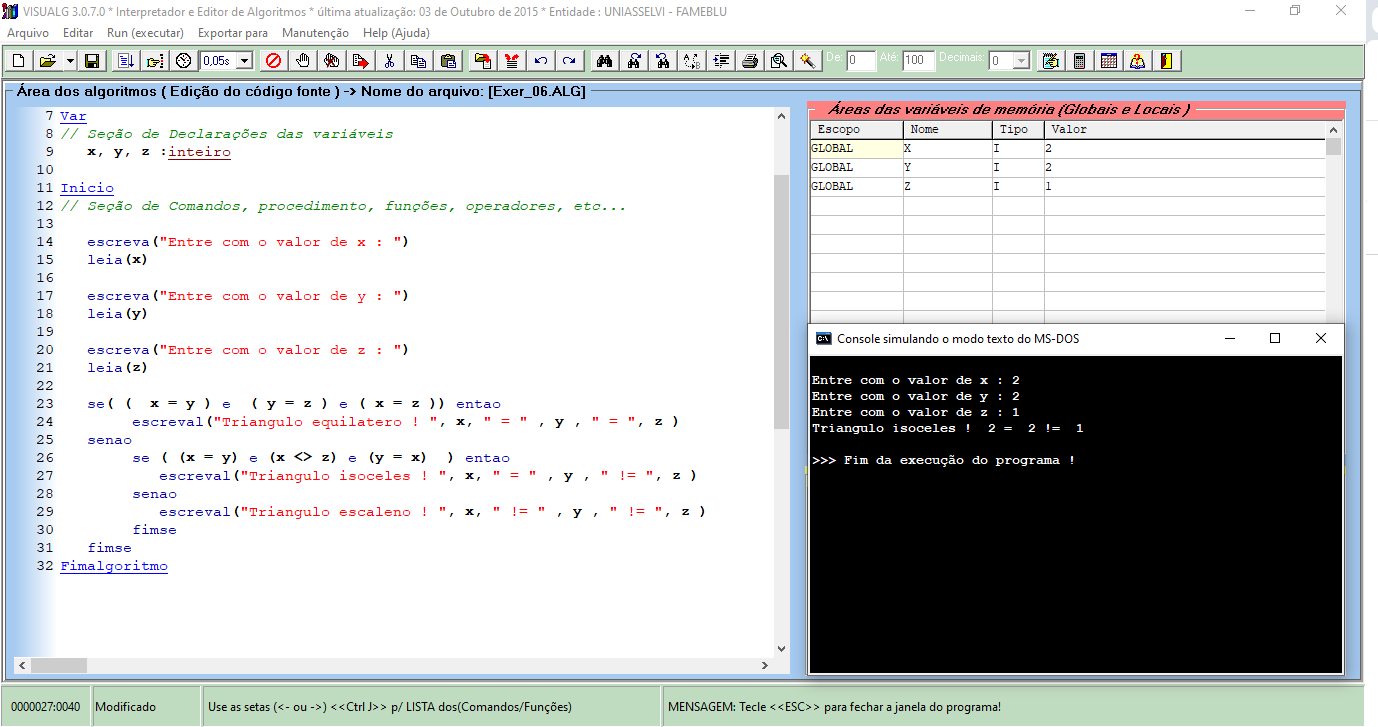 VISUALG 3.0.7.0 * Interpretador e Editor de Algoritmos * última atualização: 03 de Outubro de 2015 * Entidade : UNIASSELVI - FAMEBLU
Arquivo Editar Run (executar) Exportar para Manutenção Help (Ajuda)
0,05s De: 0 Até: 100 Decimais: 0
Área dos algoritmos ( Edição do código fonte ) -> Nome do arquivo: [Exer_06.ALG]
7 Var
8 // Seção de Declarações das variáveis
9 x, y, z :inteiro
10
11 Inicio
12 // Seção de Comandos, procedimento, funções, operadores, etc...
13
14 escreva("Entre com o valor de x : ")
15 leia(x)
16
17 escreva("Entre com o valor de y : ")
18 leia(y)
19
20 escreva("Entre com o valor de z : ")
21 leia(z)
22
23 se( ( x = y ) e ( y = z ) e ( x = z )) entao
24 escreval("Triangulo equilatero ! ", x, " = " , y , " = ", z )
25 senao
26 se ( (x = y) e (x <> z) e (y = x) ) entao
27 escreval("Triangulo isoceles ! ", x, " = " , y , " != ", z )
28 senao
29 escreval("Triangulo escaleno ! ", x, " != " , y , " != ", z )
30 fimse
31 fimse
32 Fimalgoritmo
Áreas das variáveis de memória (Globais e Locais )
Escopo Nome Tipo Valor
GLOBAL X I 2
GLOBAL Y I 2
GLOBAL Z I 1
Console simulando o modo texto do MS-DOS
Entre com o valor de x : 2
Entre com o valor de y : 2
Entre com o valor de z : 1
Triangulo isoceles !  2 =  2 !=  1
>>> Fim da execução do programa !
0000027:0040 Modificado Use as setas (<- ou ->) <<Ctrl J>> p/ LISTA dos(Comandos/Funções) MENSAGEM: Tecle <<ESC>> para fechar a janela do programa!